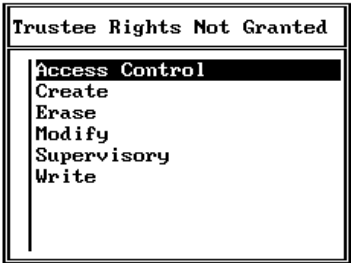 Trustee Rights Not Granted
Access Control
Create
Erase
Modify
Supervisory
Write